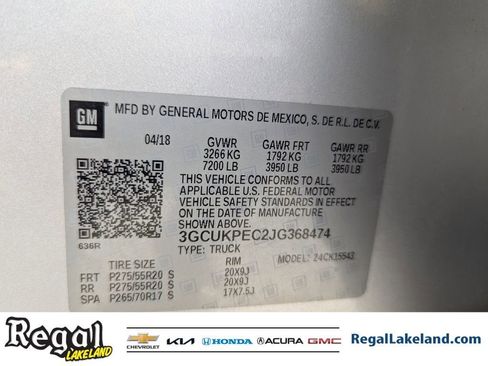 GM
MFD BY GENERAL MOTORS DE MEXICO, S. DE R.L. DE C.V.
04/18 GVWR GAWR FRT GAWR RR
3266 KG 1792 KG 1792 KG
7200 LB 3950 LB 3950 LB
THIS VEHICLE CONFORMS TO ALL
APPLICABLE U.S. FEDERAL MOTOR
VEHICLE SAFETY STANDARDS
IN EFFECT ON THE DATE OF MANUFACTURE
SHOWN ABOVE
3GCUKPEC2JG368474
TYPE: TRUCK MODEL: 24CK15543
636R
TIRE SIZE RIM
FRT P275/55R20 S 20X9J
RR P275/55R20 S 20X9J
SPA P265/70R17 S 17X7.5J
Regal LAKELAND
CHEVROLET KIA HONDA ACURA GMC
RegalLakeland.com